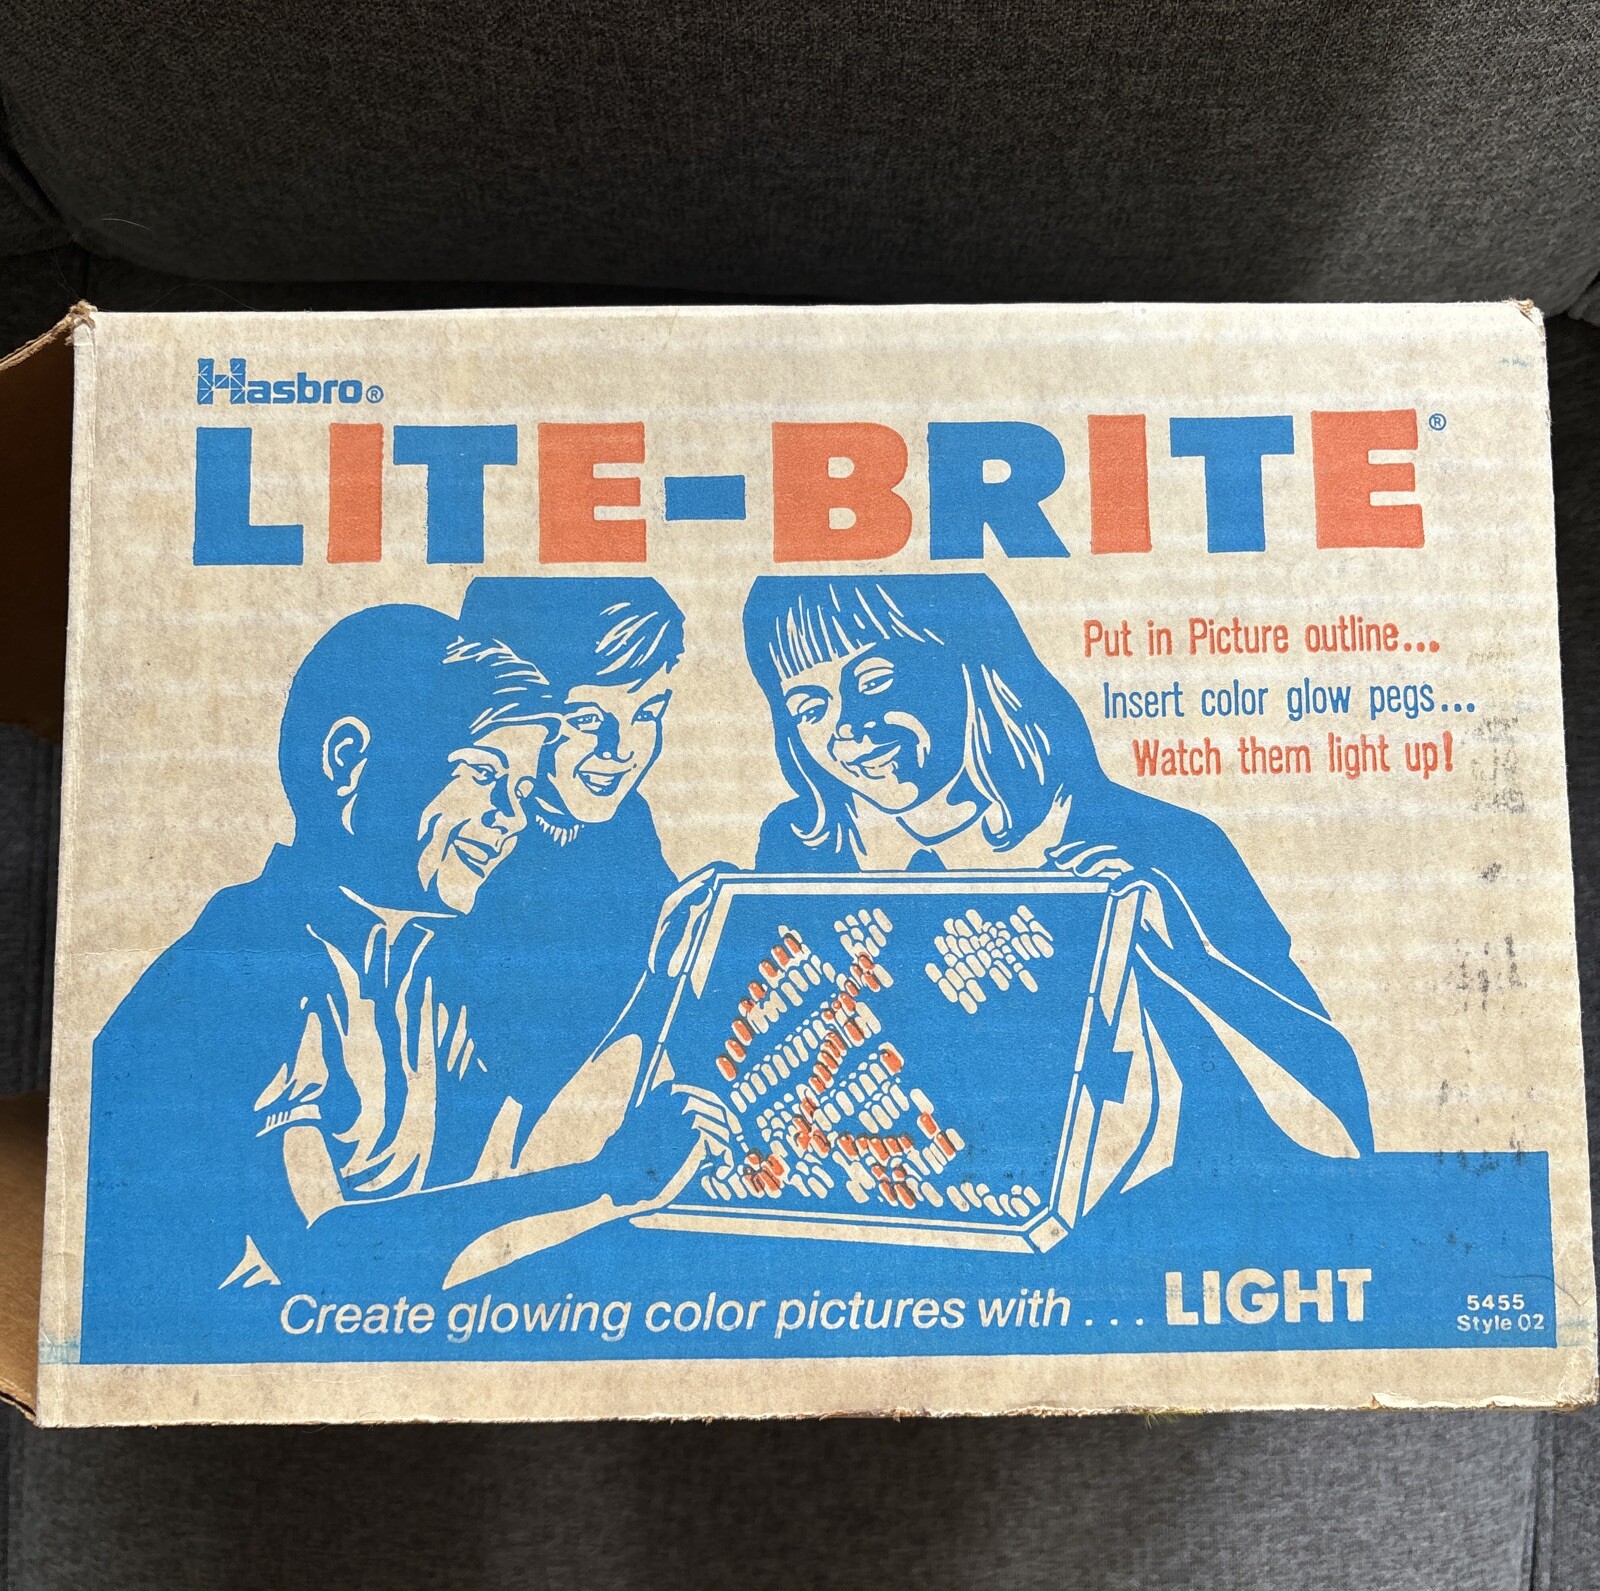 Hasbro®
LITE-BRITE®
Put in Picture outline...
Insert color glow pegs...
Watch them light up!
Create glowing color pictures with... LIGHT
5455
Style 02